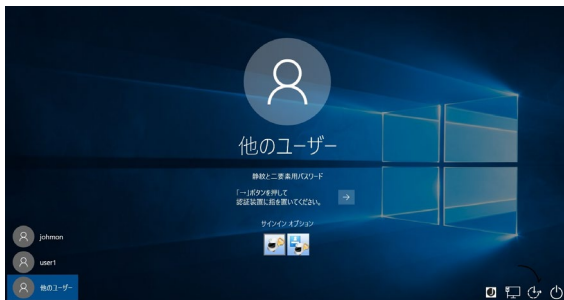 他のユーザー
静紋と二要素用パスワード
「→」ボタンを押して
認証装置に指を置いてください。
サインイン オプション
johmon
user1
他のユーザー